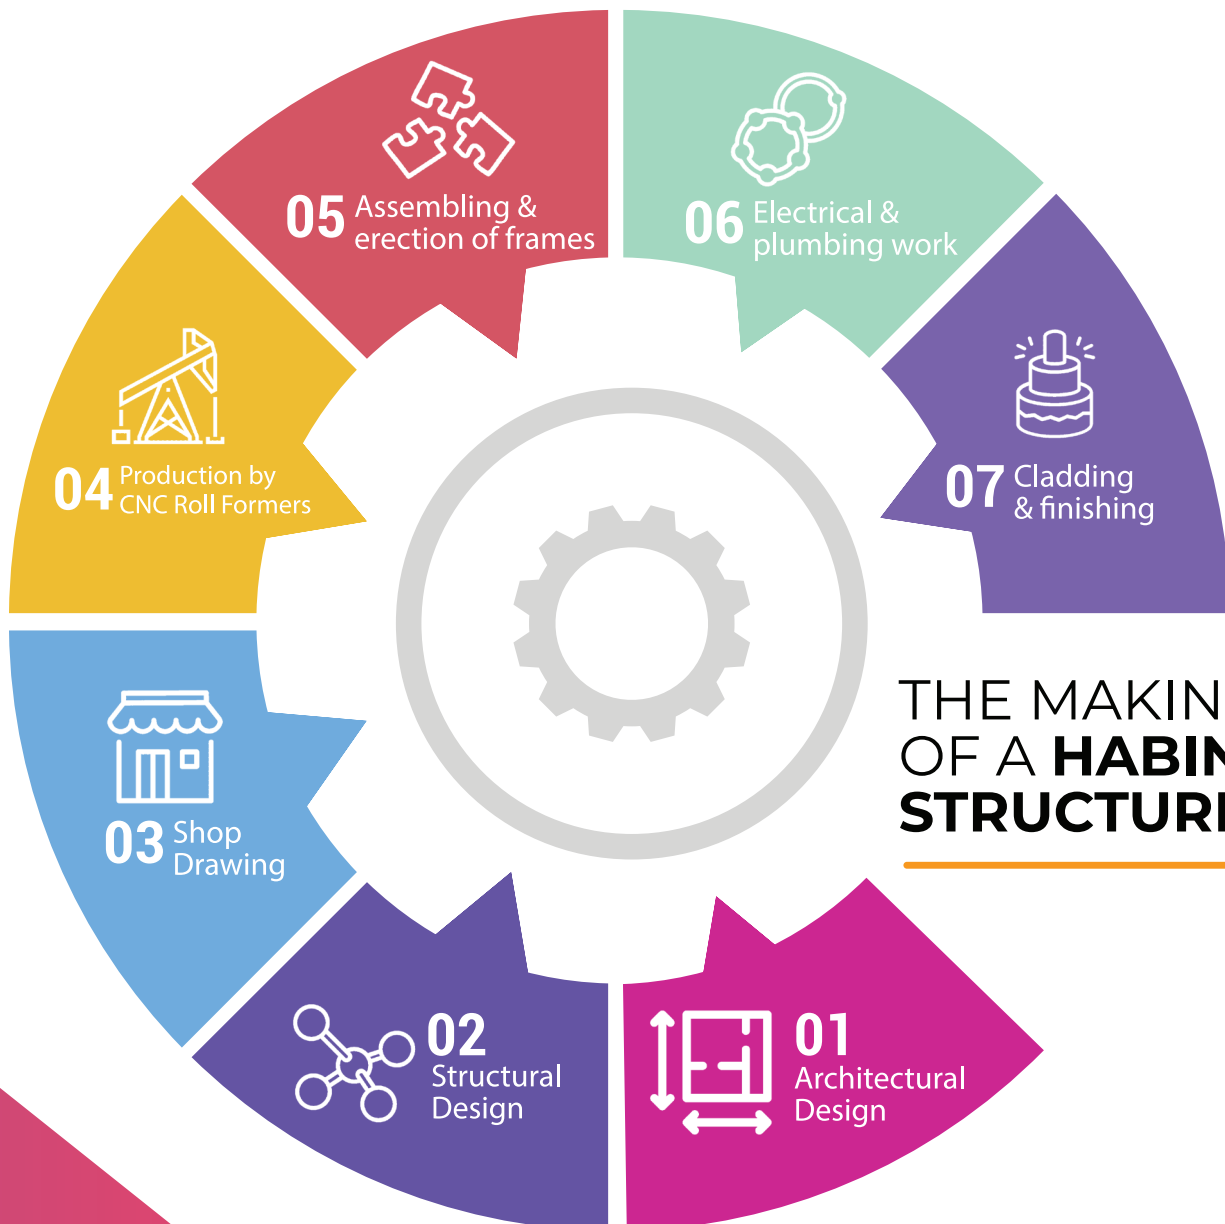 05 Assembling &
erection of frames
06 Electrical &
plumbing work
04 Production by
CNC Roll Formers
07 Cladding
& finishing
THE MAKIN
OF A HABIN
STRUCTUR
03 Shop
Drawing
02
Structural
Design
01
Architectural
Design